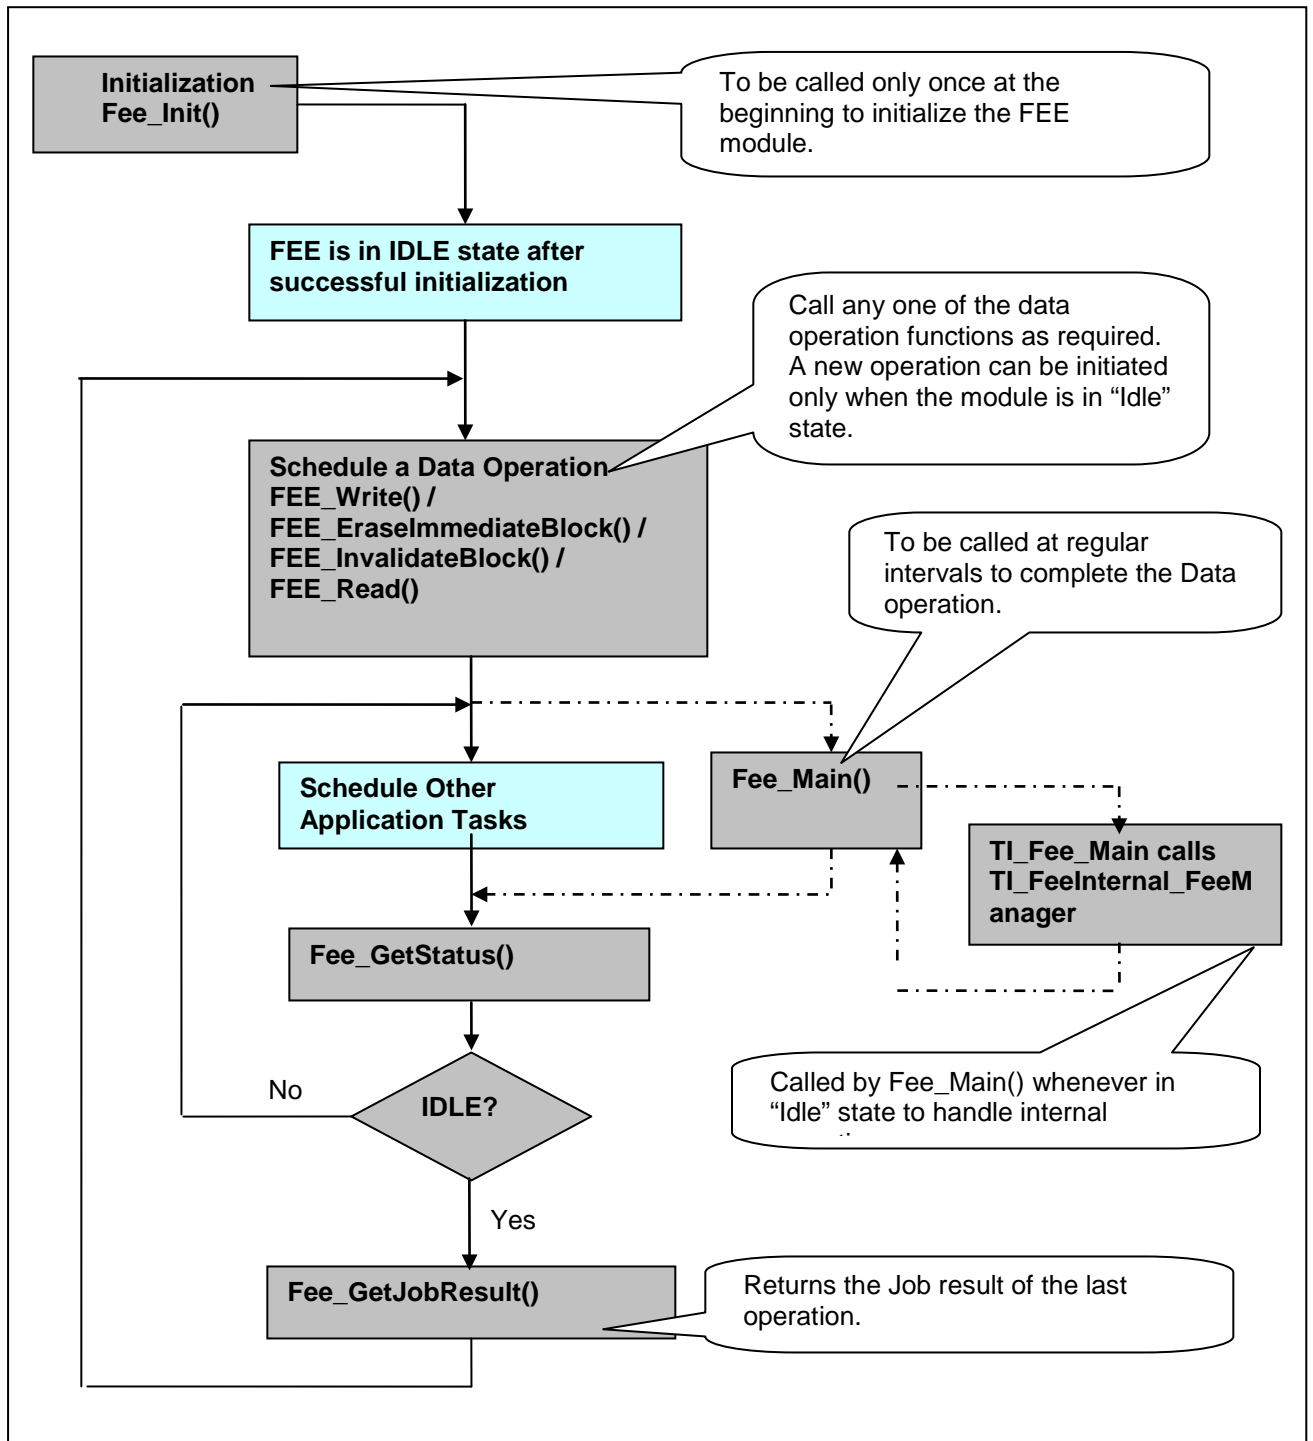 Initialization
Fee_Init()
To be called only once at the
beginning to initialize the FEE
module.
FEE is in IDLE state after
successful initialization
Call any one of the data
operation functions as required.
A new operation can be initiated
only when the module is in “Idle”
state.
Schedule a Data Operation
FEE_Write() /
FEE_EraseImmediateBlock() /
FEE_InvalidateBlock() /
FEE_Read()
To be called at regular
intervals to complete the Data
operation.
Schedule Other
Application Tasks
Fee_Main()
TI_Fee_Main calls
TI_FeeInternal_FeeM
anager
Fee_GetStatus()
Called by Fee_Main() whenever in
“Idle” state to handle internal
No
IDLE?
Yes
Fee_GetJobResult()
Returns the Job result of the last
operation.